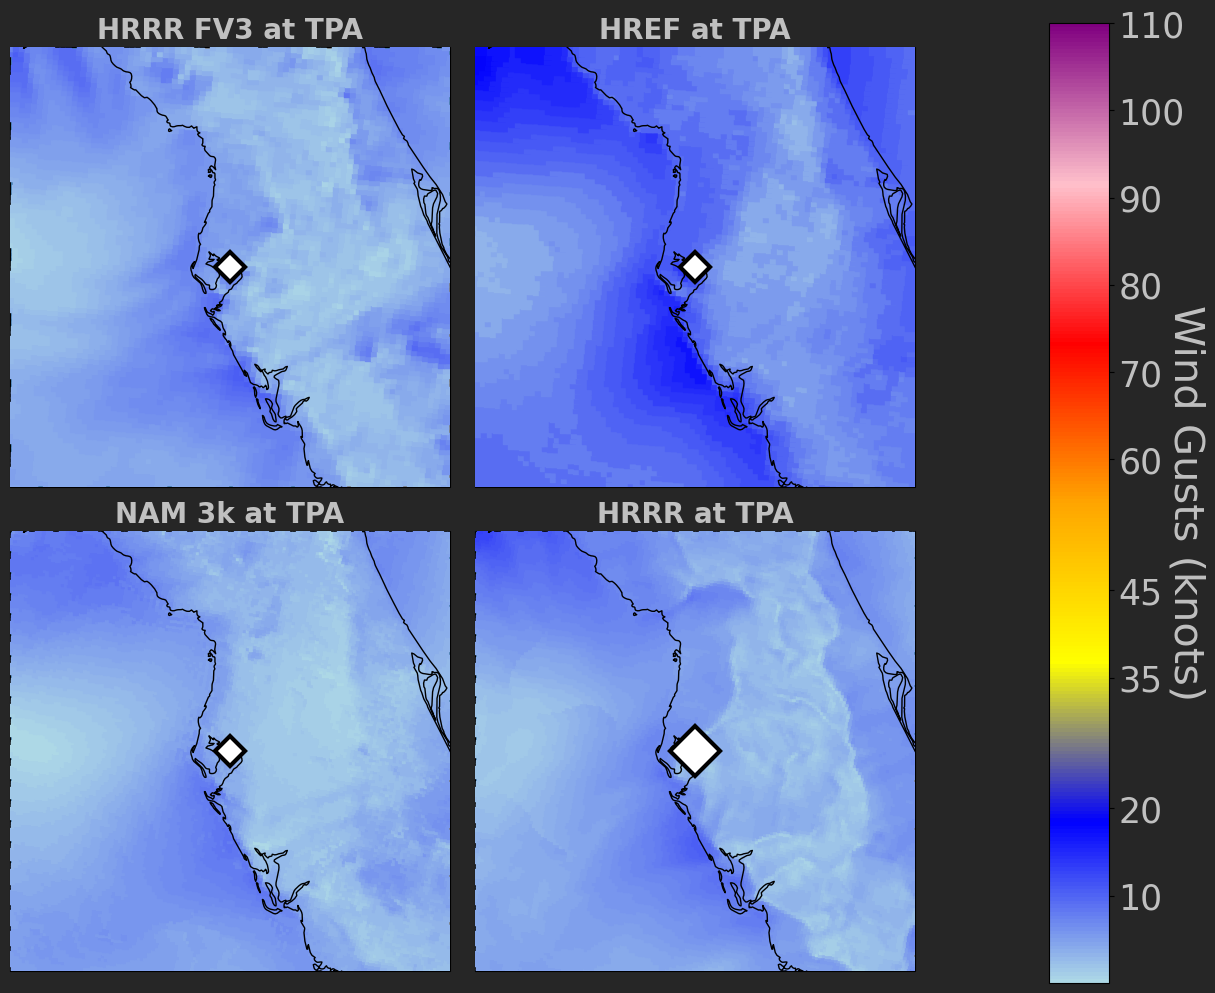 HRRR FV3 at TPA
HREF at TPA
NAM 3k at TPA
HRRR at TPA
110
100
90
80
70
60
45
35
20
10
Wind Gusts (knots)